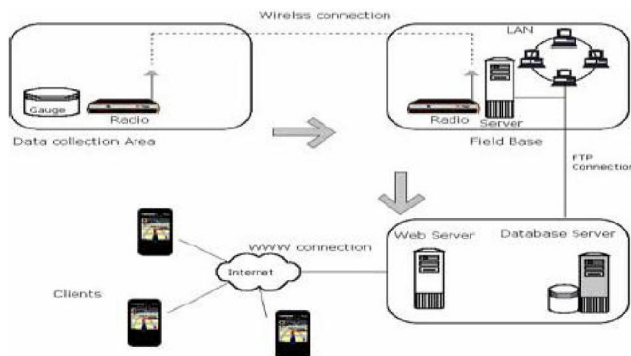 Wirelss connection
LAN
Gauge
Radio
Radio
Server
Data collection Area
Field Base
FTP
Connection
Web Server
Database Server
WWW connection
Internet
Clients